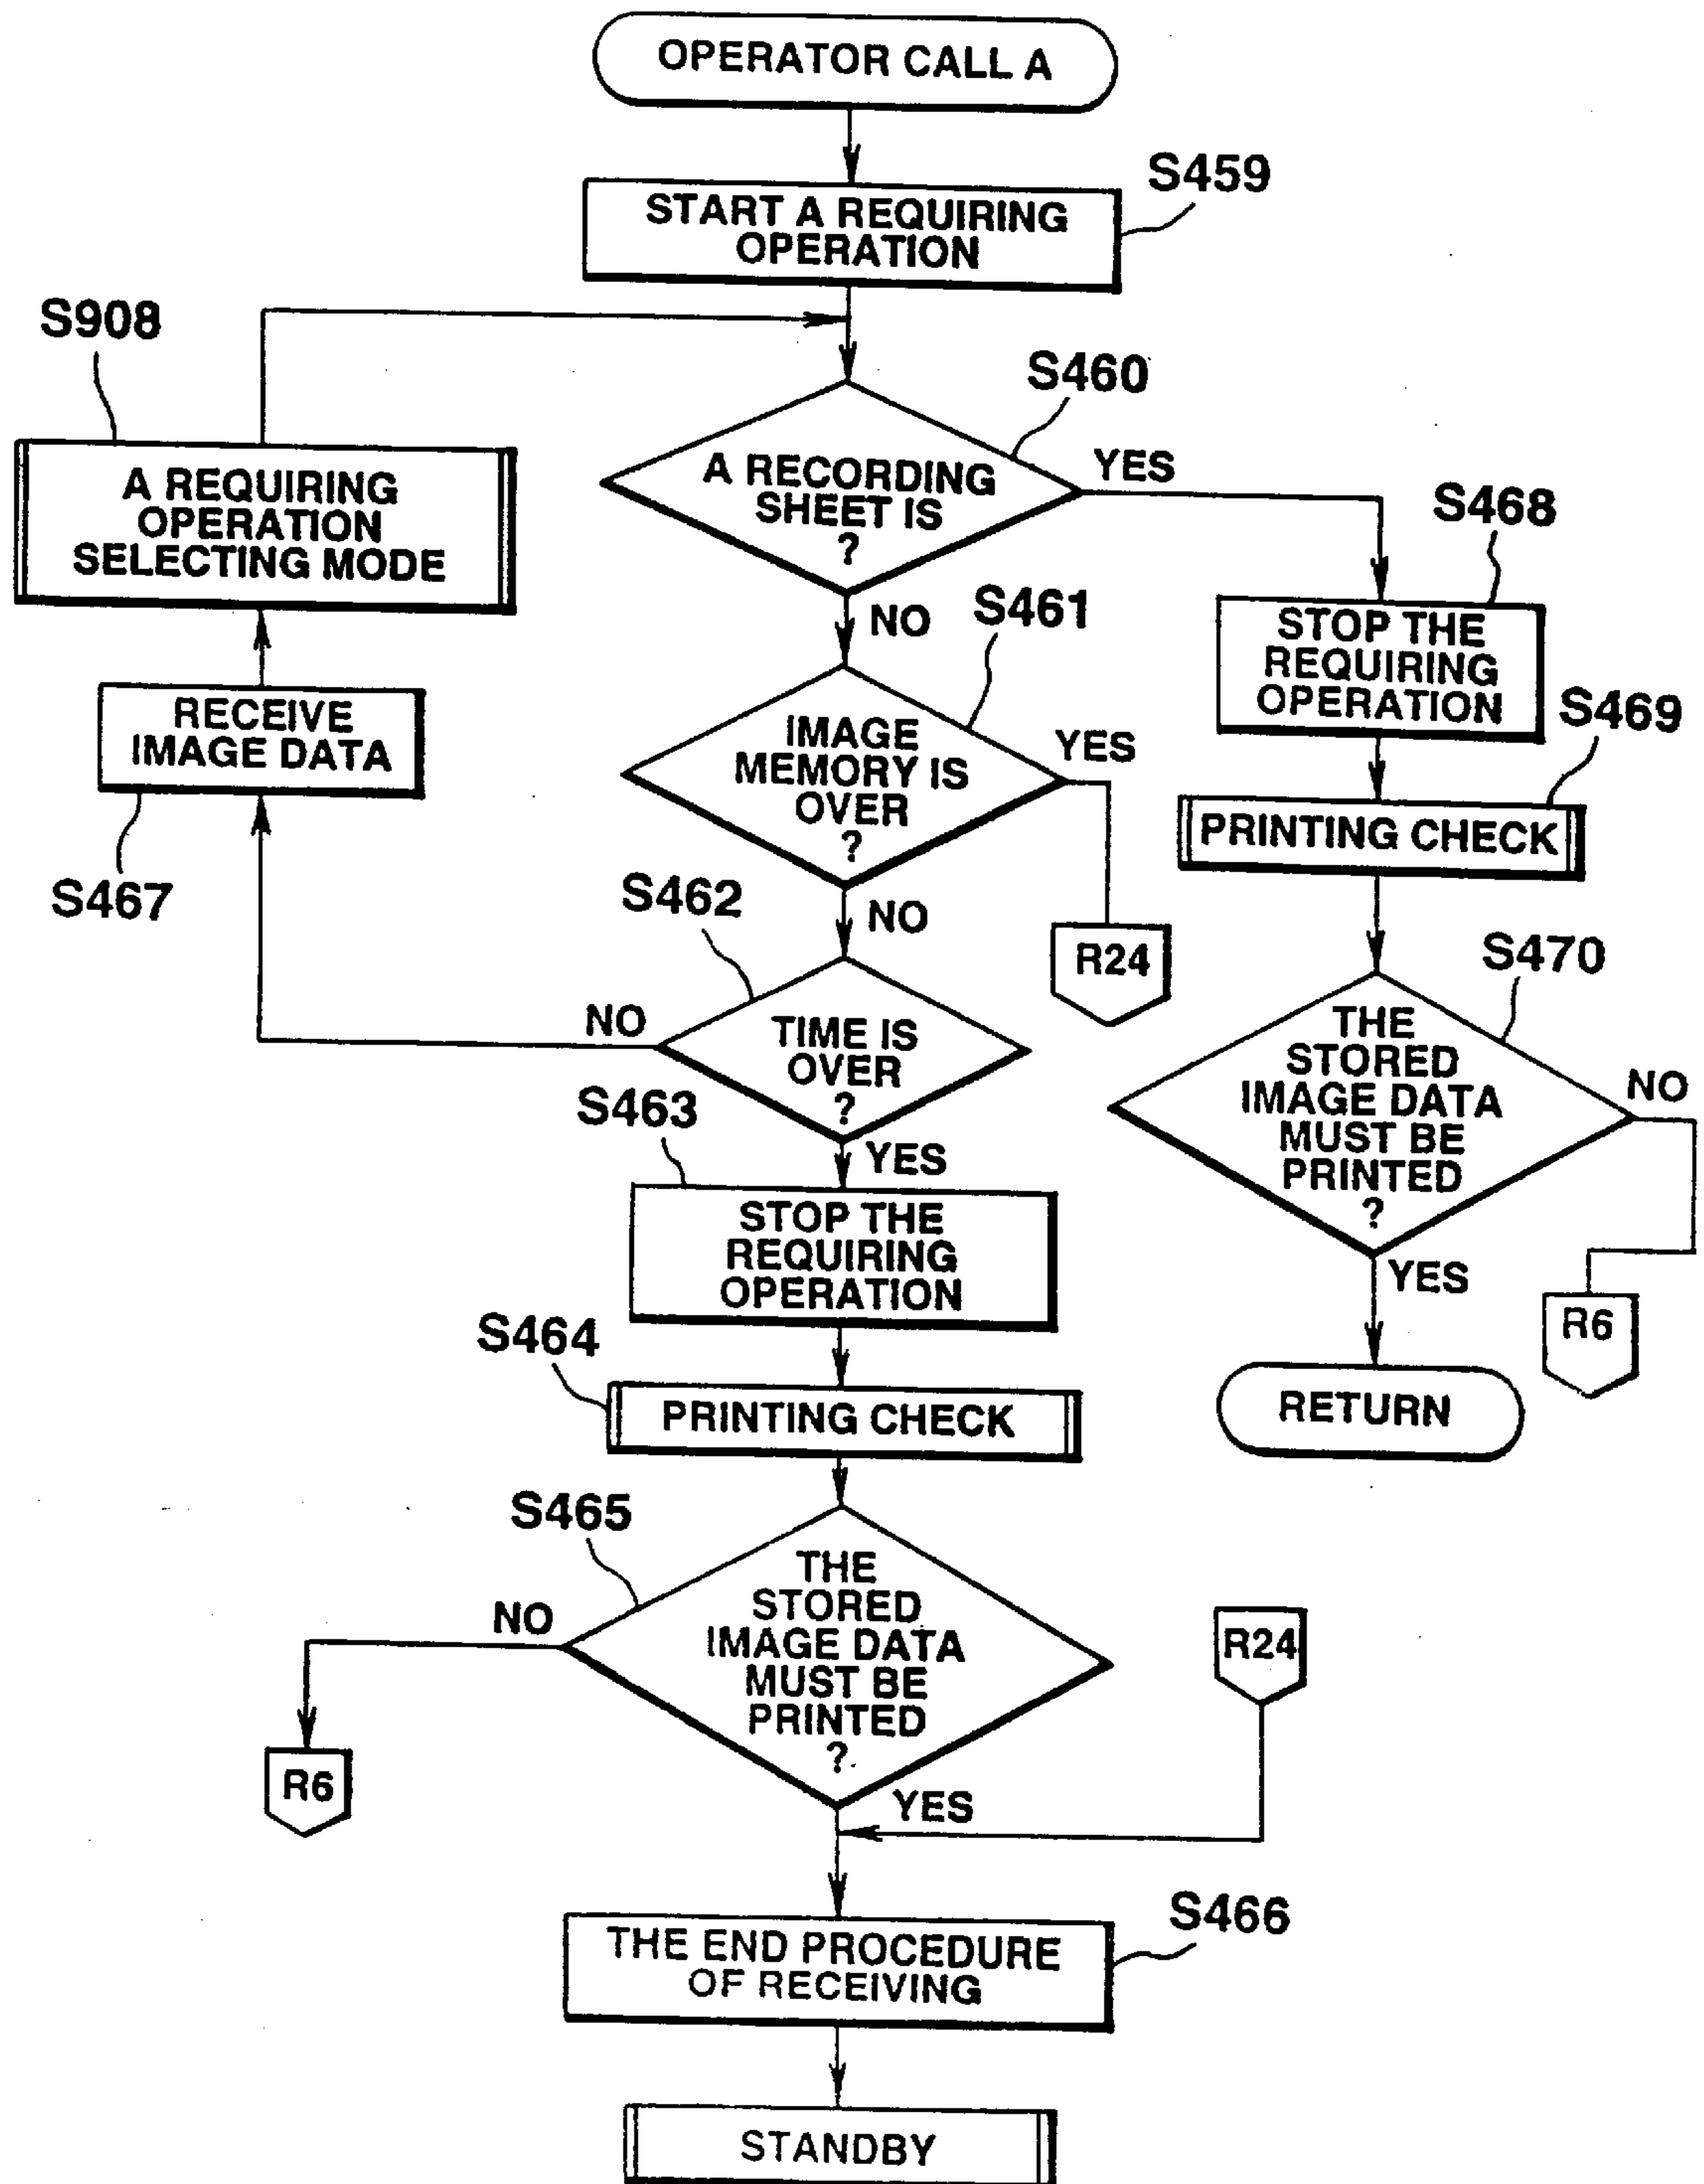 OPERATOR CALL A
S459
START A REQUIRING
OPERATION
S908
S460
A REQUIRING
OPERATION
SELECTING MODE
A RECORDING
SHEET IS
?
YES
S468
NO
S461
STOP THE
REQUIRING
OPERATION
RECEIVE
IMAGE DATA
S467
IMAGE
MEMORY IS
OVER
?
YES
S469
PRINTING CHECK
S462
NO
R24
S470
NO
TIME IS
OVER
?
THE
STORED
IMAGE DATA
MUST BE
PRINTED
?
NO
S463
YES
STOP THE
REQUIRING
OPERATION
YES
R6
S464
PRINTING CHECK
RETURN
S465
THE
STORED
IMAGE DATA
MUST BE
PRINTED
?
NO
R24
R6
YES
S466
THE END PROCEDURE
OF RECEIVING
STANDBY